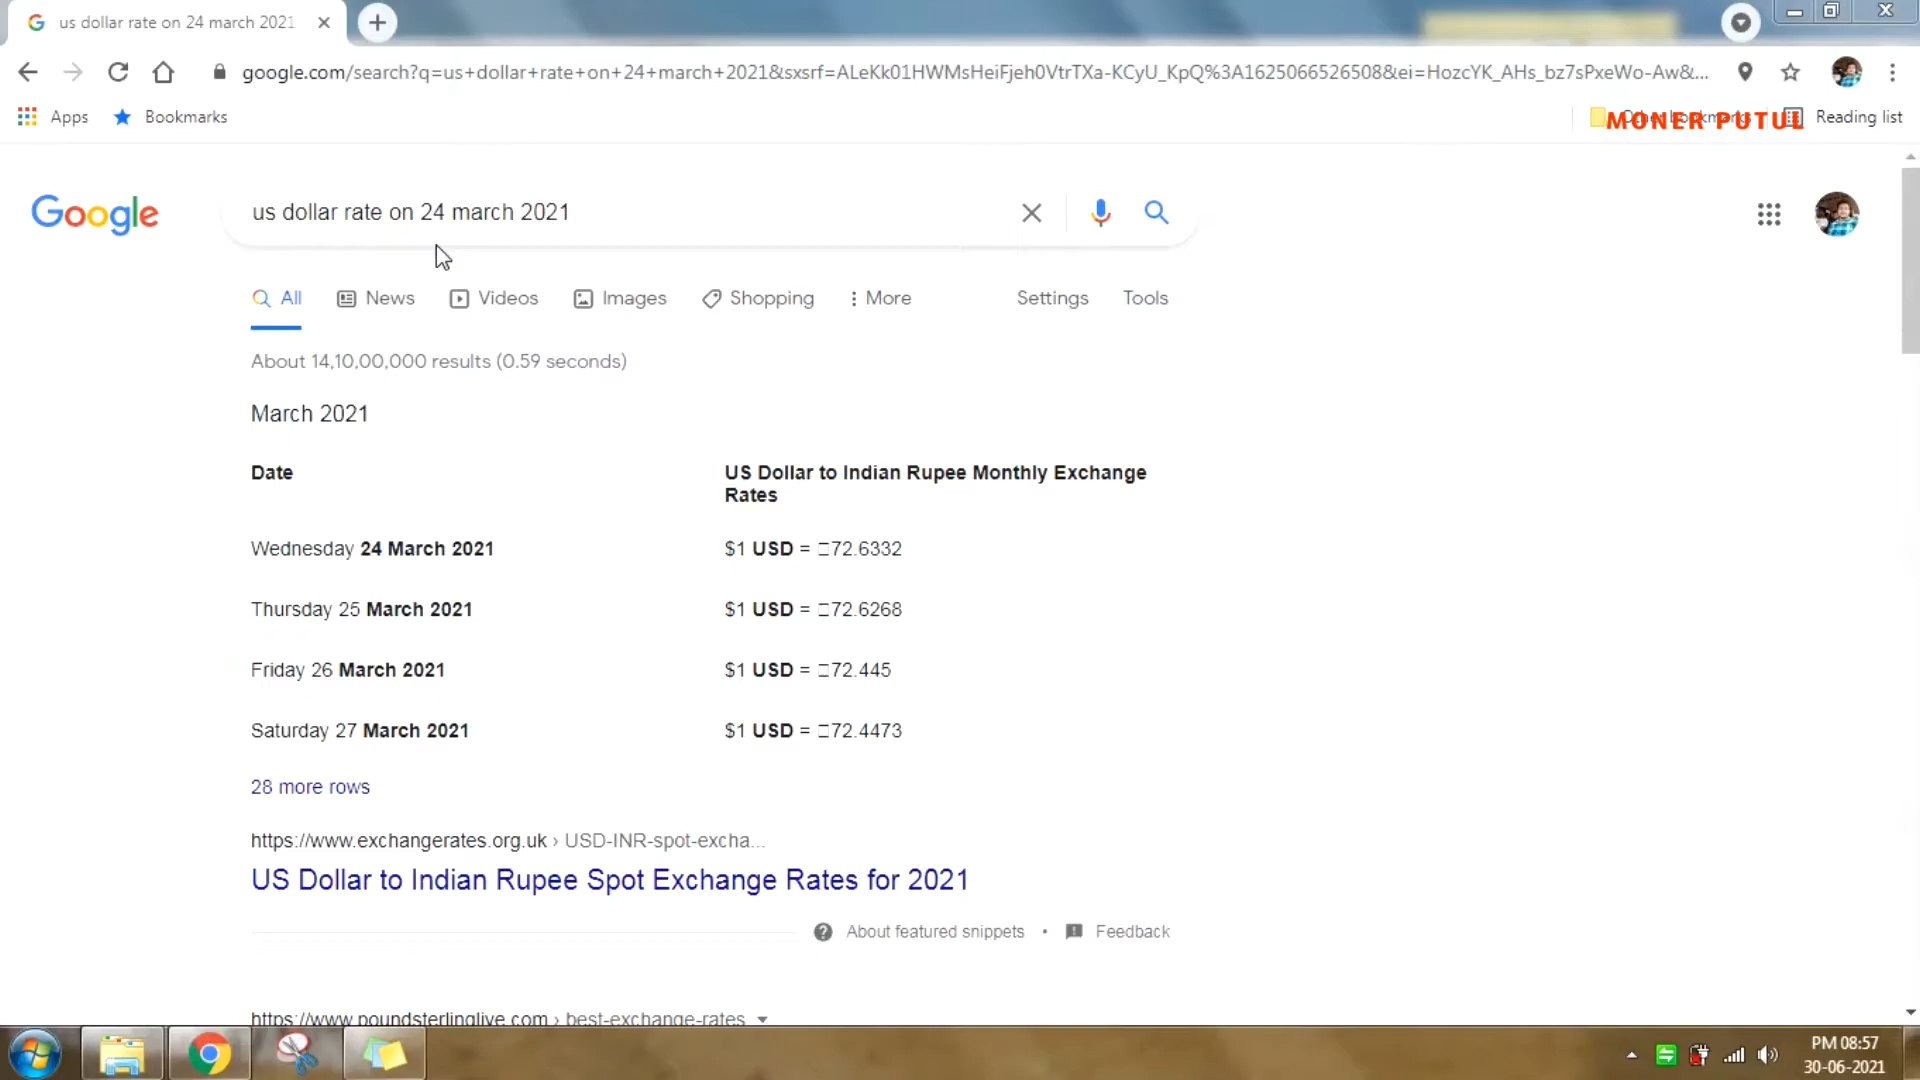 us dollar rate on 24 march 2021
google.com/search?q=us+dollar+rate+on+24+march+2021&sxsrf=ALeKk01HWMsHeiFjeh0VtrTXa-KCyU_KpQ%3A1625066526508&ei=HozcYK_AHs_bz7sPxeWo-Aw&...
Apps Bookmarks Other bookmarks Reading list
MONER PUTUL
Google us dollar rate on 24 march 2021
All News Videos Images Shopping More Settings Tools
About 14,10,00,000 results (0.59 seconds)
March 2021
Date US Dollar to Indian Rupee Monthly Exchange
Rates
Wednesday 24 March 2021 $1 USD = □72.6332
Thursday 25 March 2021 $1 USD = □72.6268
Friday 26 March 2021 $1 USD = □72.445
Saturday 27 March 2021 $1 USD = □72.4473
28 more rows
https://www.exchangerates.org.uk › USD-INR-spot-excha...
US Dollar to Indian Rupee Spot Exchange Rates for 2021
About featured snippets • Feedback
https://www.poundsterlinglive.com › best-exchange-rates
PM 08:57
30-06-2021